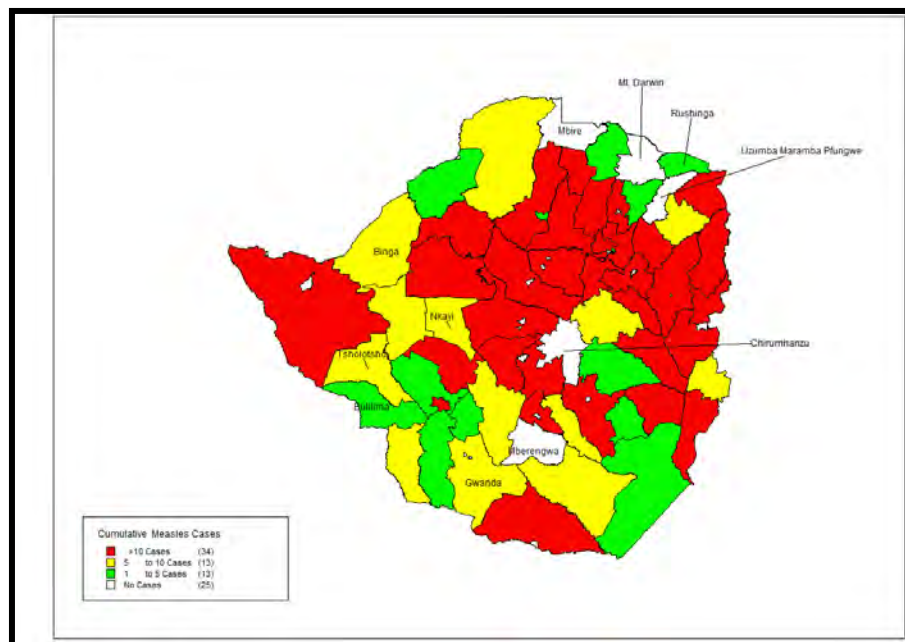 Mt. Darwin
Rushinga
Mbire
Uzumba Maramba Pfungwe
Binga
Nkayi
Chirumhanzu
Tsholotsho
Bulilima
Mberengwa
Gwanda
Cumutative Measles Cases
+10 Cases (34)
5 to 10 Cases (13)
1 to 5 Cases (13)
No Cases (25)